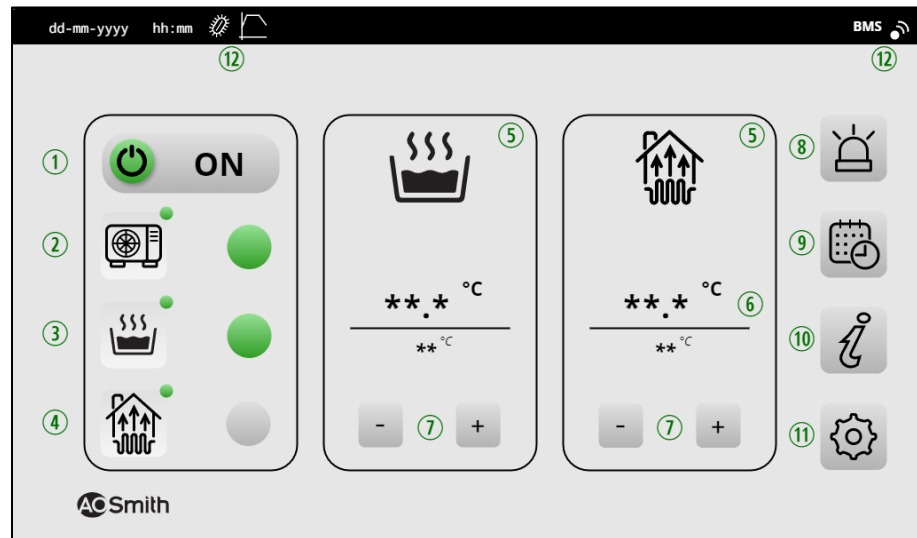 dd-mm-yyyy hh:mm BMS
⑫ ⑫
① ON ⑤ ⑤ ⑧
② ⑨
**.* °C **.* °C ⑥
③ ** °C ** °C ⑩
④ - ⑦ + - ⑦ + ⑪
AOSmith